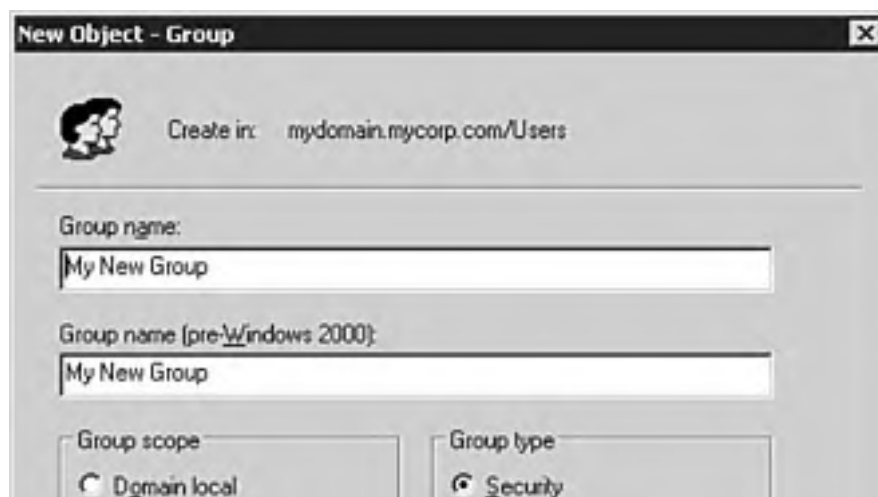 New Object - Group
Create in: mydomain.mycorp.com/Users
Group name:
My New Group
Group name (pre-Windows 2000):
My New Group
Group scope Group type
Domain local Security